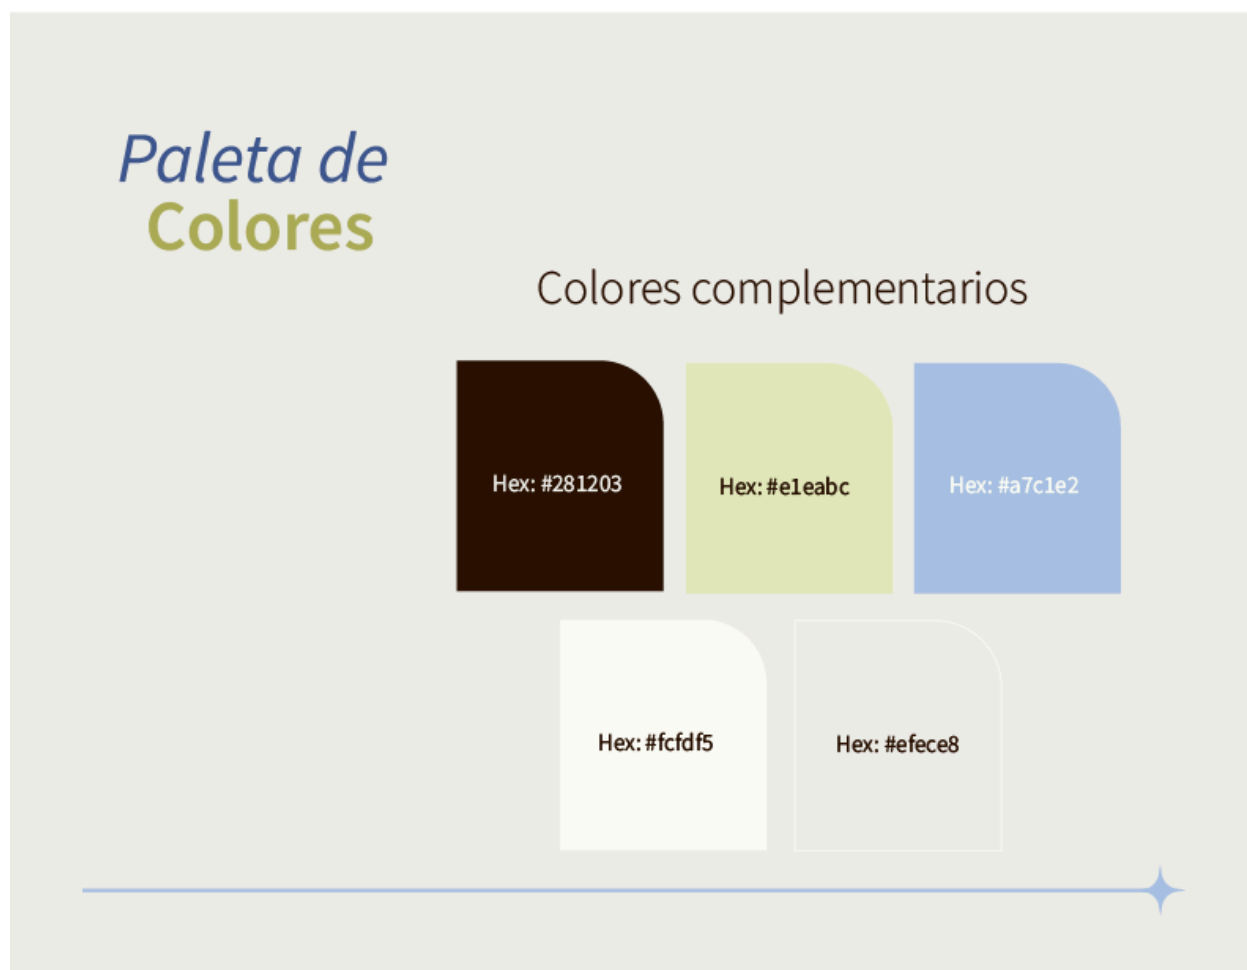 Paleta de
Colores
Colores complementarios
Hex: #281203
Hex: #e1eabc
Hex: #a7c1e2
Hex: #fcfdf5
Hex: #efece8